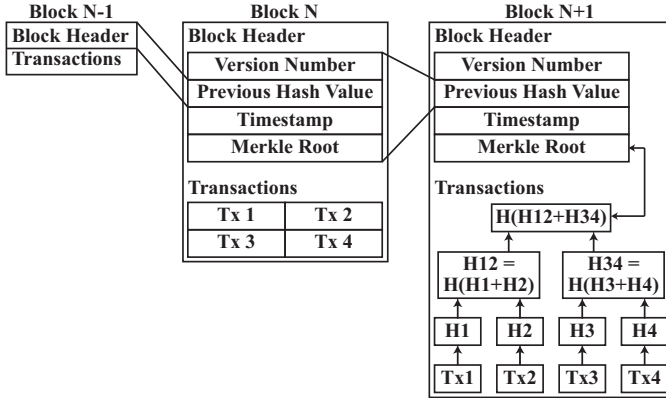 Block N-1
Block Header
Transactions
Block N
Block Header
Version Number
Previous Hash Value
Timestamp
Merkle Root
Transactions
Tx 1 Tx 2
Tx 3 Tx 4
Block N+1
Block Header
Version Number
Previous Hash Value
Timestamp
Merkle Root
Transactions
H(H12+H34)
H12 =
H(H1+H2)
H34 =
H(H3+H4)
H1 H2 H3 H4
Tx1 Tx2 Tx3 Tx4